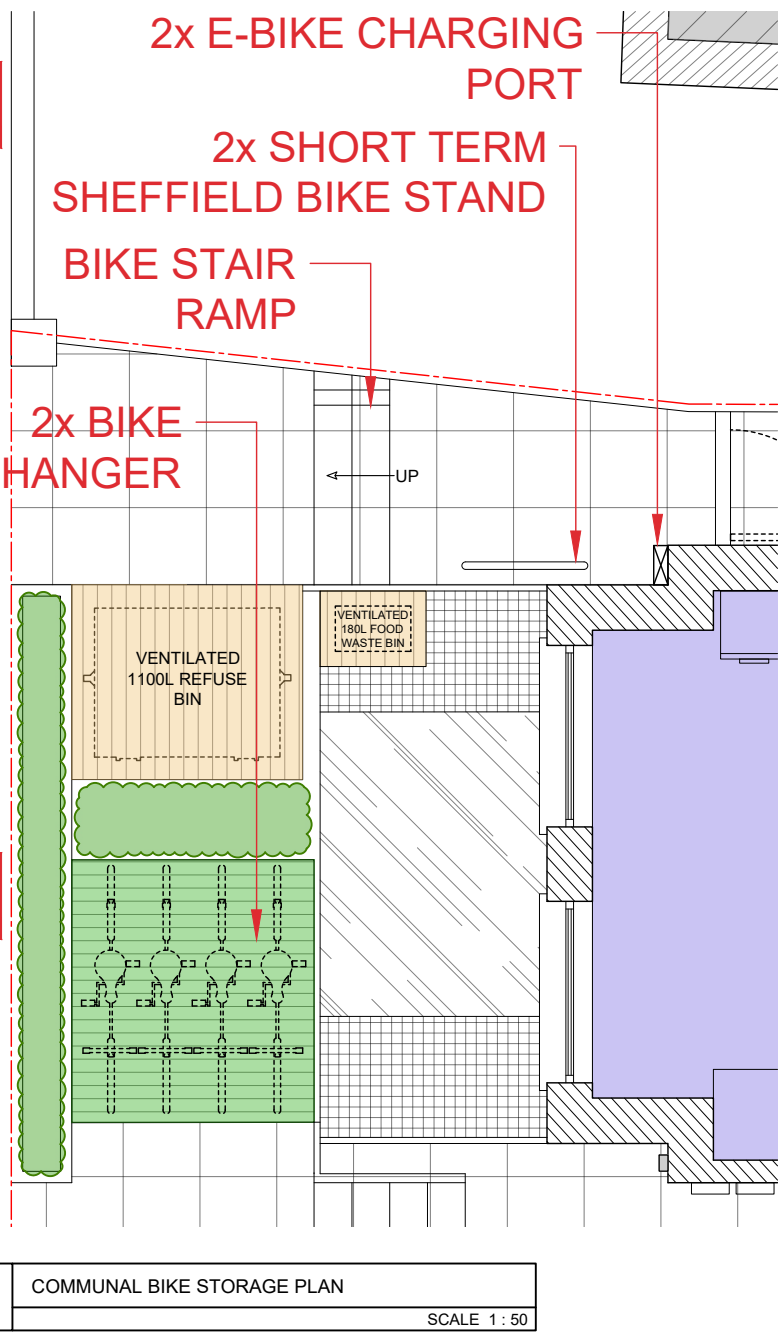 2x E-BIKE CHARGING
PORT
2x SHORT TERM
SHEFFIELD BIKE STAND
BIKE STAIR
RAMP
2x BIKE
HANGER
UP
VENTILATED
1100L REFUSE
BIN
VENTILATED
180L FOOD
WASTE BIN
COMMUNAL BIKE STORAGE PLAN
SCALE 1 : 50